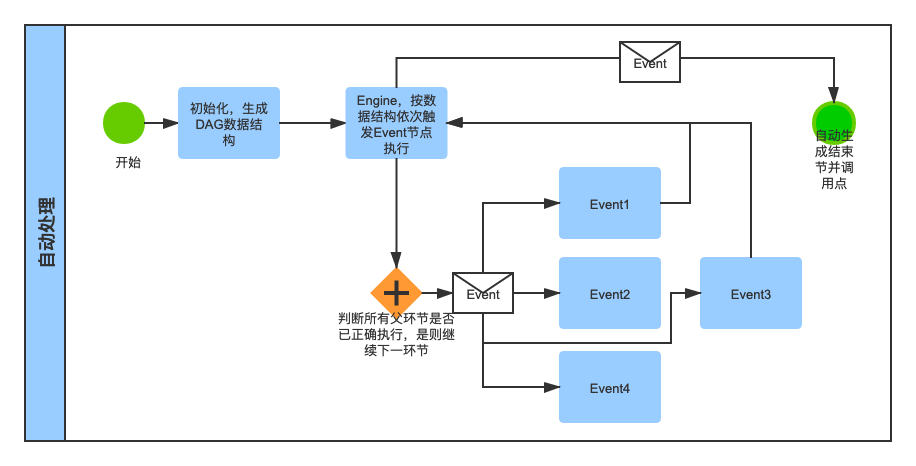 自动处理
开始
初始化，生成
DAG数据结
构
Engine，按数
据结构依次触
发Event节点
执行
Event
自动生
成结束
节并调
用点
判断所有父环节是否
已正确执行，是则继
续下一环节
Event
Event1
Event2
Event3
Event4